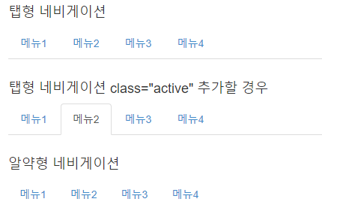 탭형 네비게이션
메뉴1 메뉴2 메뉴3 메뉴4
탭형 네비게이션 class="active" 추가할 경우
메뉴1 메뉴2 메뉴3 메뉴4
알약형 네비게이션
메뉴1 메뉴2 메뉴3 메뉴4